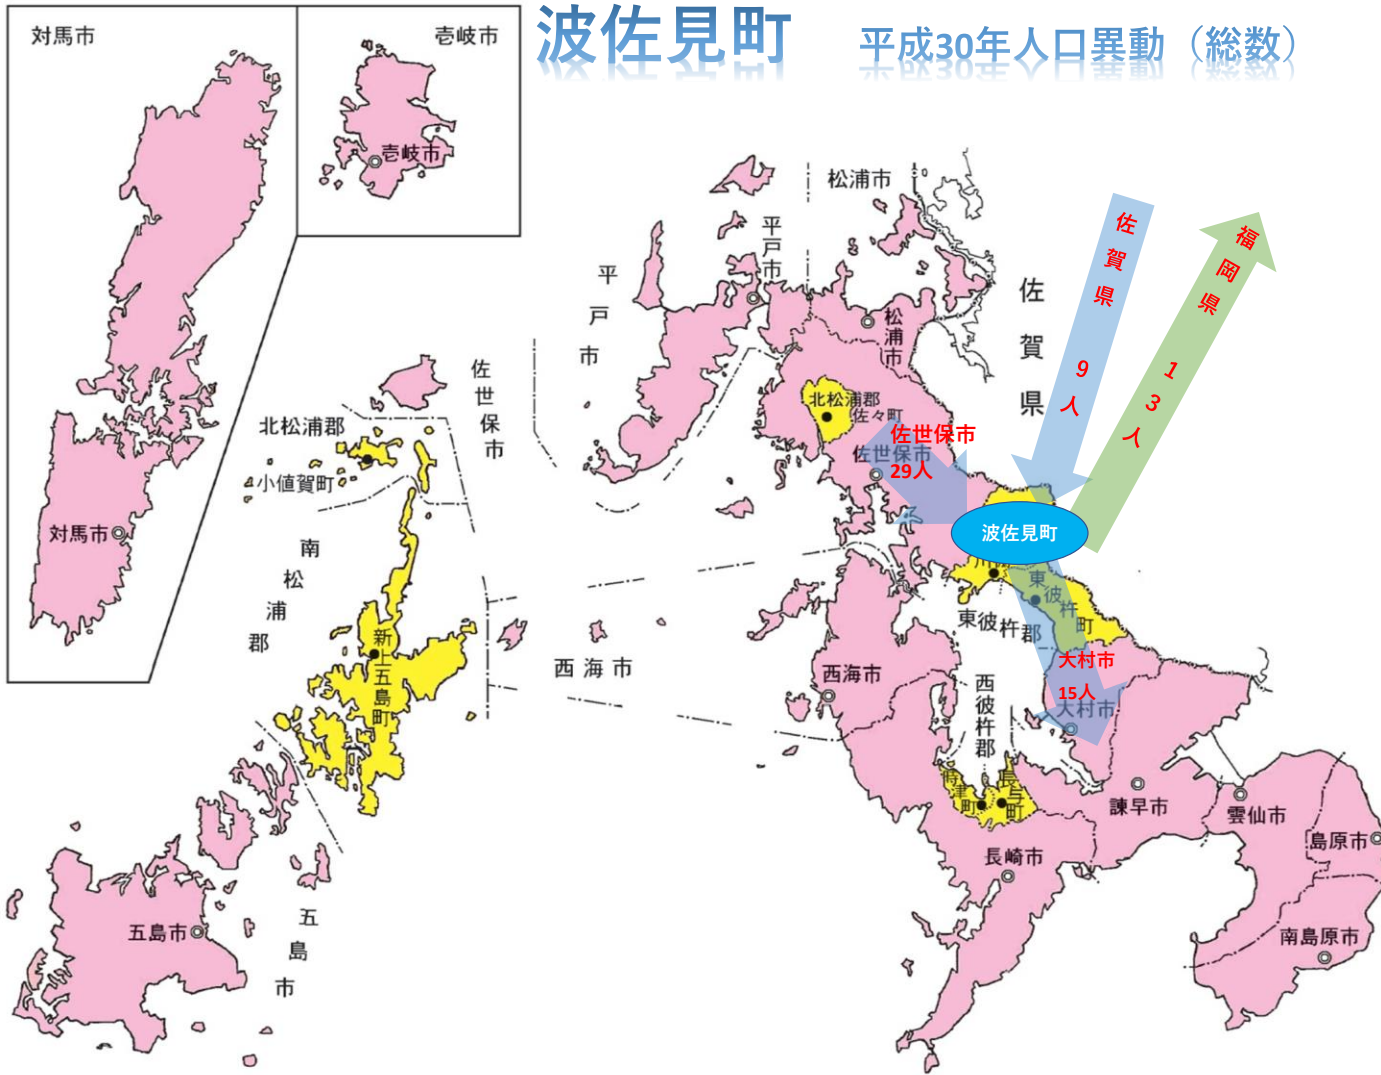 波佐見町 平成30年人口異動（総数）
対馬市
壱岐市
壱岐市
対馬市
松浦市
平戸市
平戸市
松浦市
佐賀県
佐賀県
9人
福岡県
13人
佐世保市
北松浦郡
小値賀町
北松浦郡
佐々町
佐世保市
佐世保市
29人
波佐見町
南松浦郡
新上五島町
東彼杵町
東彼杵郡
西海市
西海市
西彼杵郡
大村市
15人
大村市
時津町
長与町
諫早市
雲仙市
島原市
長崎市
南島原市
五島市
五島市